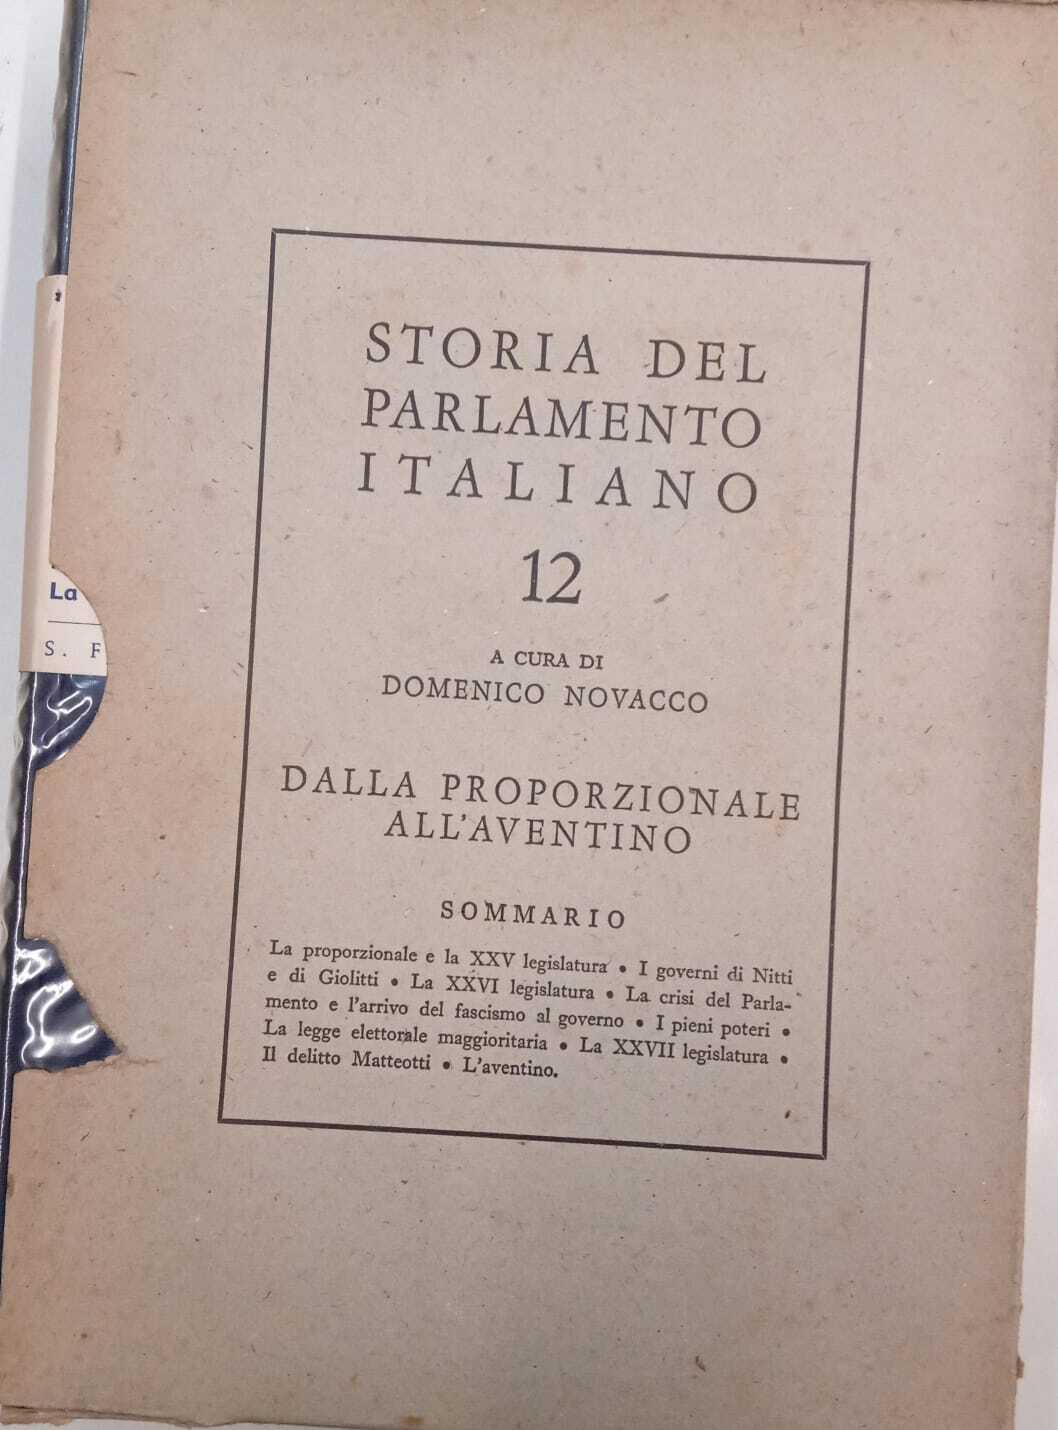 STORIA DEL
PARLAMENTO
ITALIANO
12
A CURA DI
DOMENICO NOVACCO
DALLA PROPORZIONALE
ALL'AVENTINO
SOMMARIO
La proporzionale e la XXV legislatura • I governi di Nitti
e di Giolitti • La XXVI legislatura • La crisi del Parla-
mento e l'arrivo del fascismo al governo • I pieni poteri •
La legge elettorale maggioritaria • La XXVII legislatura •
Il delitto Matteotti • L'aventino.
La
S. F